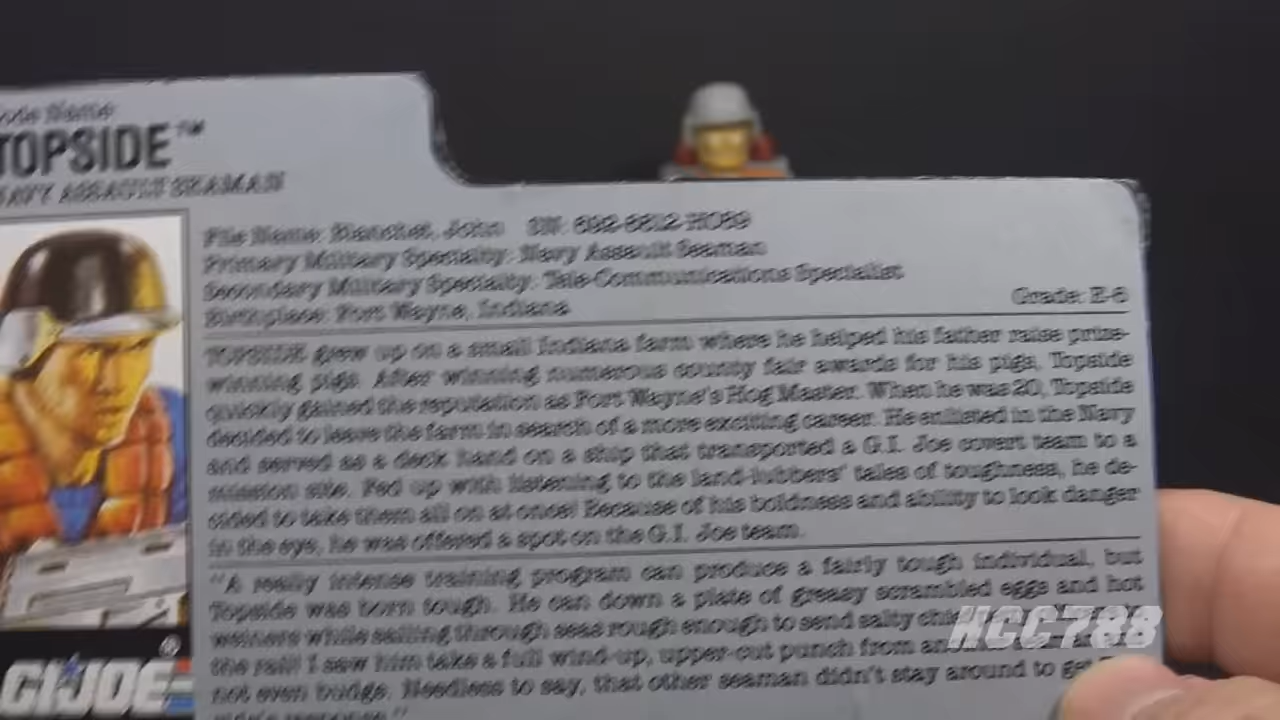 TOPSIDE™
NAVY ASSAULT SEAMAN
File Name: Blanchet, John SN: 692-8812-HO89
Primary Military Specialty: Navy Assault Seaman
Secondary Military Specialty: Tele-Communications Specialist
Birthplace: Fort Wayne, Indiana
Grade: E-6
TOPSIDE grew up on a small Indiana farm where he helped his father raise prize-
winning pigs. After winning numerous county fair awards for his pigs, Topside
quickly gained the reputation as Fort Wayne's Hog Master. When he was 20, Topside
decided to leave the farm in search of a more exciting career. He enlisted in the Navy
and served as a deck hand on a ship that transported a G.I. Joe covert team to a
mission site. Fed up with listening to the land-lubbers' tales of toughness, he de-
cided to take them all on at once! Because of his boldness and ability to look danger
in the eye, he was offered a spot on the G.I. Joe team.
"A really intense training program can produce a fairly tough individual, but
Topside was born tough. He can down a plate of greasy scrambled eggs and hot
weiners while sailing through seas rough enough to send salty
the rail! I saw him take a full wind-up, upper-cut punch from
not even budge. Needless to say, that other seaman didn't stay around to get
response."
GI JOE®
HCC788